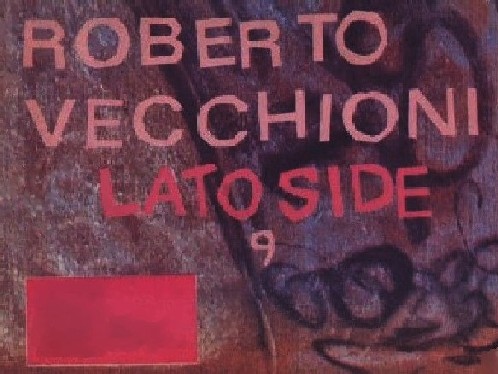 ROBERTO
VECCHIONI
LATO SIDE
9